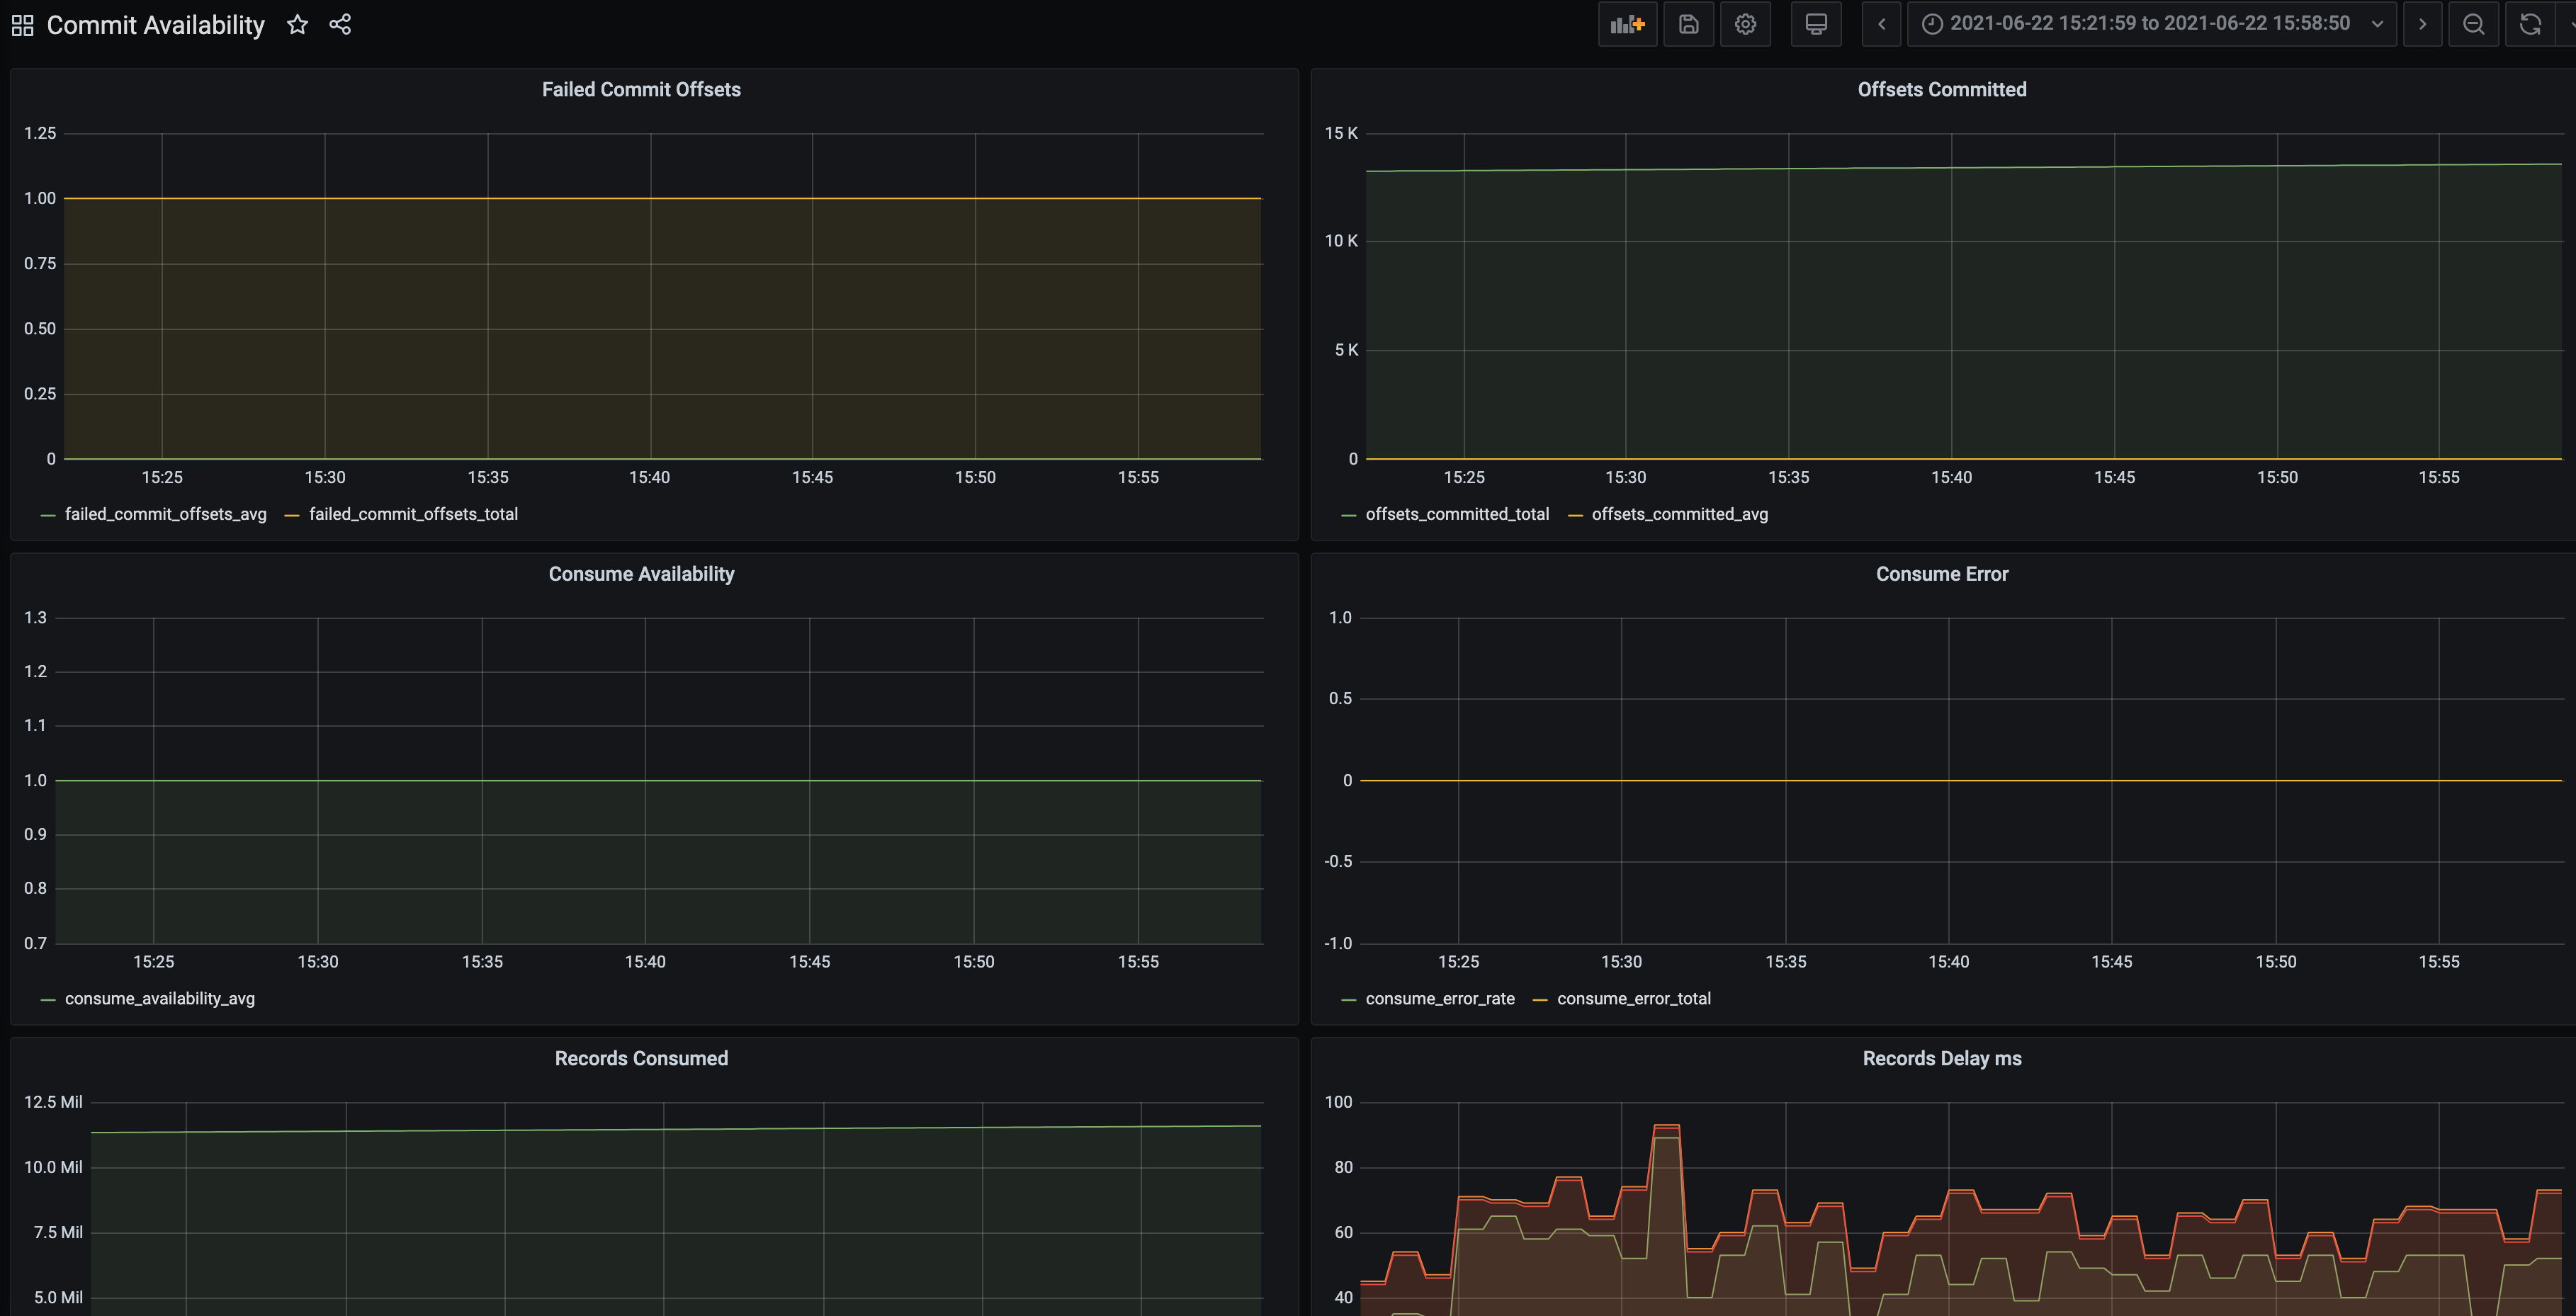 Commit Availability
2021-06-22 15:21:59 to 2021-06-22 15:58:50
Failed Commit Offsets
1.25
1.00
0.75
0.50
0.25
0
15:25 15:30 15:35 15:40 15:45 15:50 15:55
failed_commit_offsets_avg failed_commit_offsets_total
Offsets Committed
15 K
10 K
5 K
0
15:25 15:30 15:35 15:40 15:45 15:50 15:55
offsets_committed_total offsets_committed_avg
Consume Availability
1.3
1.2
1.1
1.0
0.9
0.8
0.7
15:25 15:30 15:35 15:40 15:45 15:50 15:55
consume_availability_avg
Consume Error
1.0
0.5
0
-0.5
-1.0
15:25 15:30 15:35 15:40 15:45 15:50 15:55
consume_error_rate consume_error_total
Records Consumed
12.5 Mil
10.0 Mil
7.5 Mil
5.0 Mil
Records Delay ms
100
80
60
40